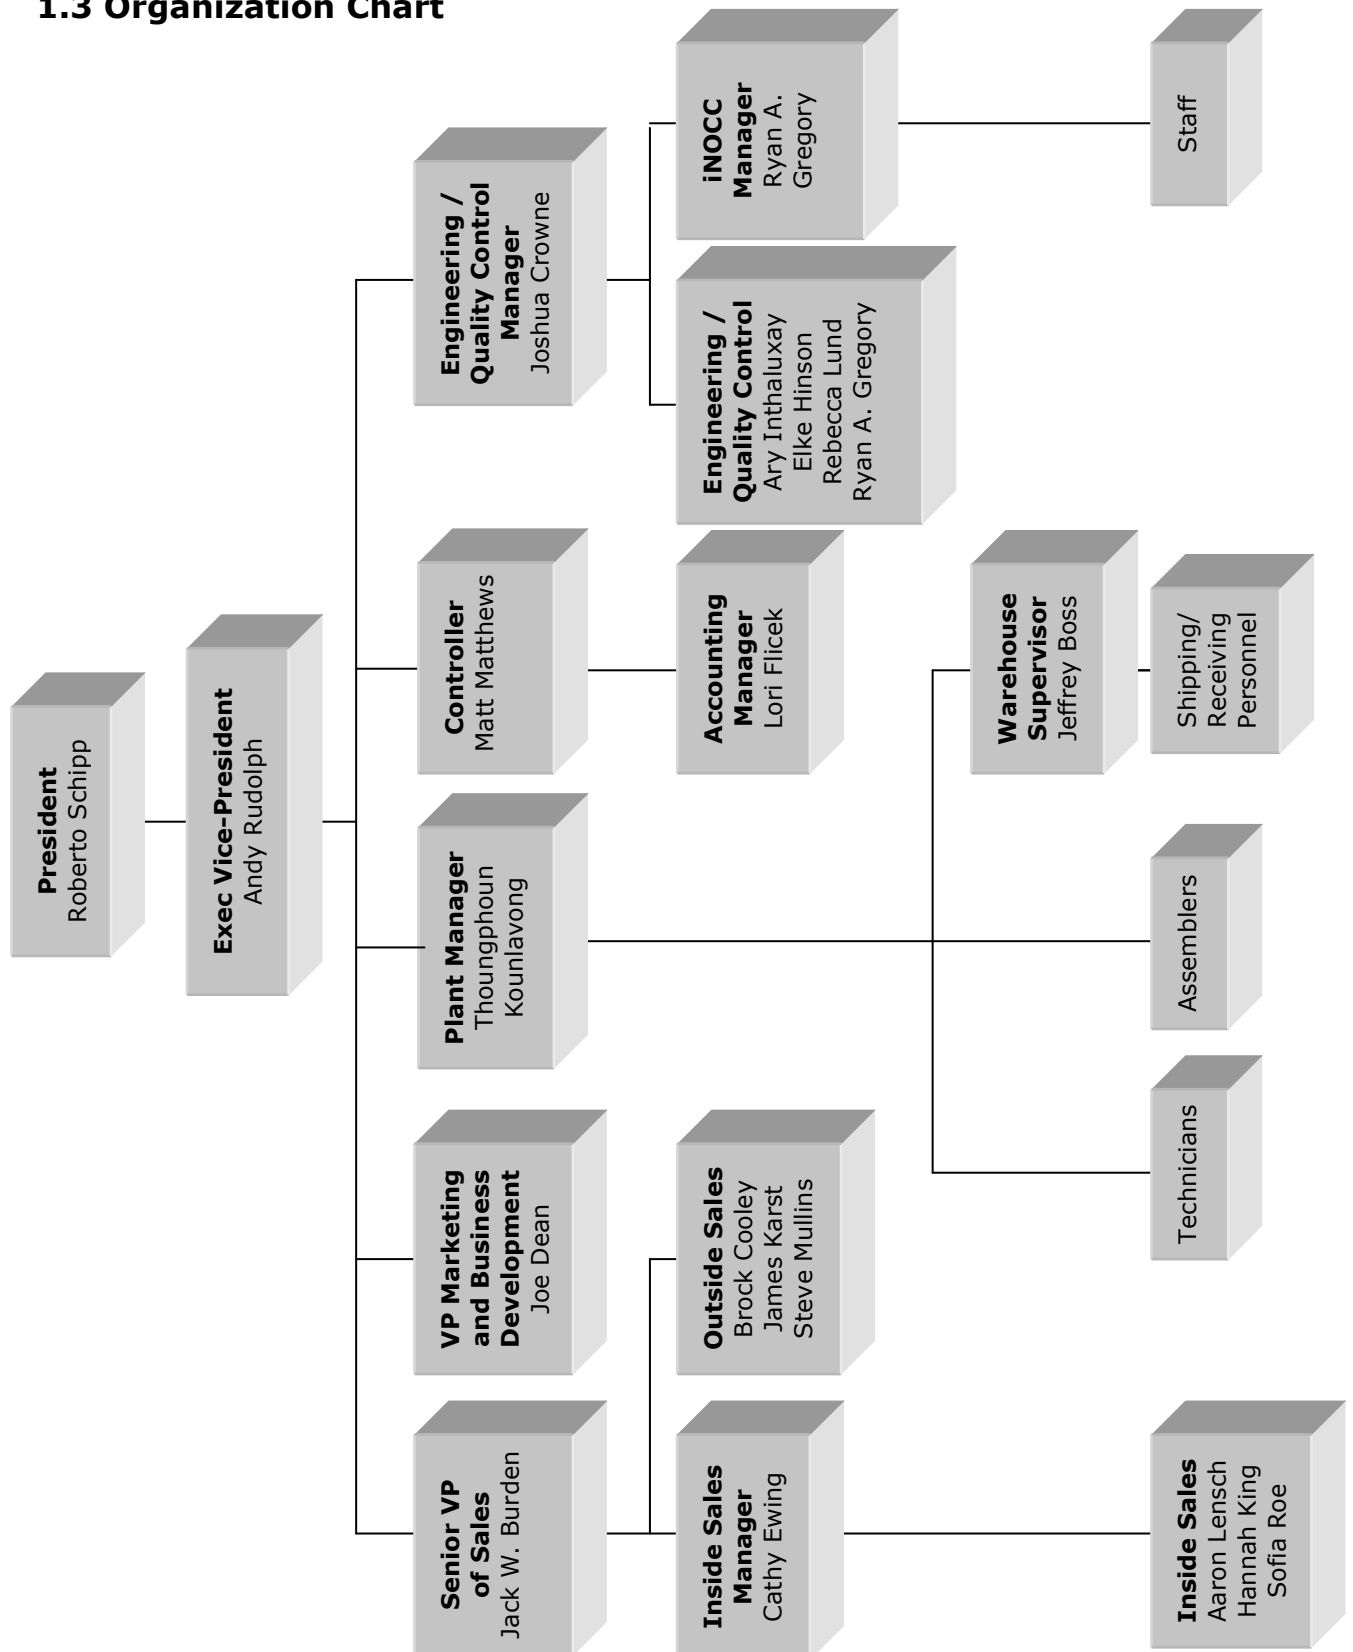 1.3 Organization Chart
President
Roberto Schipp
Exec Vice-President
Andy Rudolph
Senior VP
of Sales
Jack W. Burden
VP Marketing
and Business
Development
Joe Dean
Plant Manager
Thoungphoun
Kounlavong
Controller
Matt Matthews
Engineering /
Quality Control
Manager
Joshua Crowne
Inside Sales
Manager
Cathy Ewing
Outside Sales
Brock Cooley
James Karst
Steve Mullins
Accounting
Manager
Lori Flicek
Engineering /
Quality Control
Ary Inthaluxay
Elke Hinson
Rebecca Lund
Ryan A. Gregory
iNOCC
Manager
Ryan A.
Gregory
Warehouse
Supervisor
Jeffrey Boss
Inside Sales
Aaron Lensch
Hannah King
Sofia Roe
Technicians
Assemblers
Shipping/
Receiving
Personnel
Staff